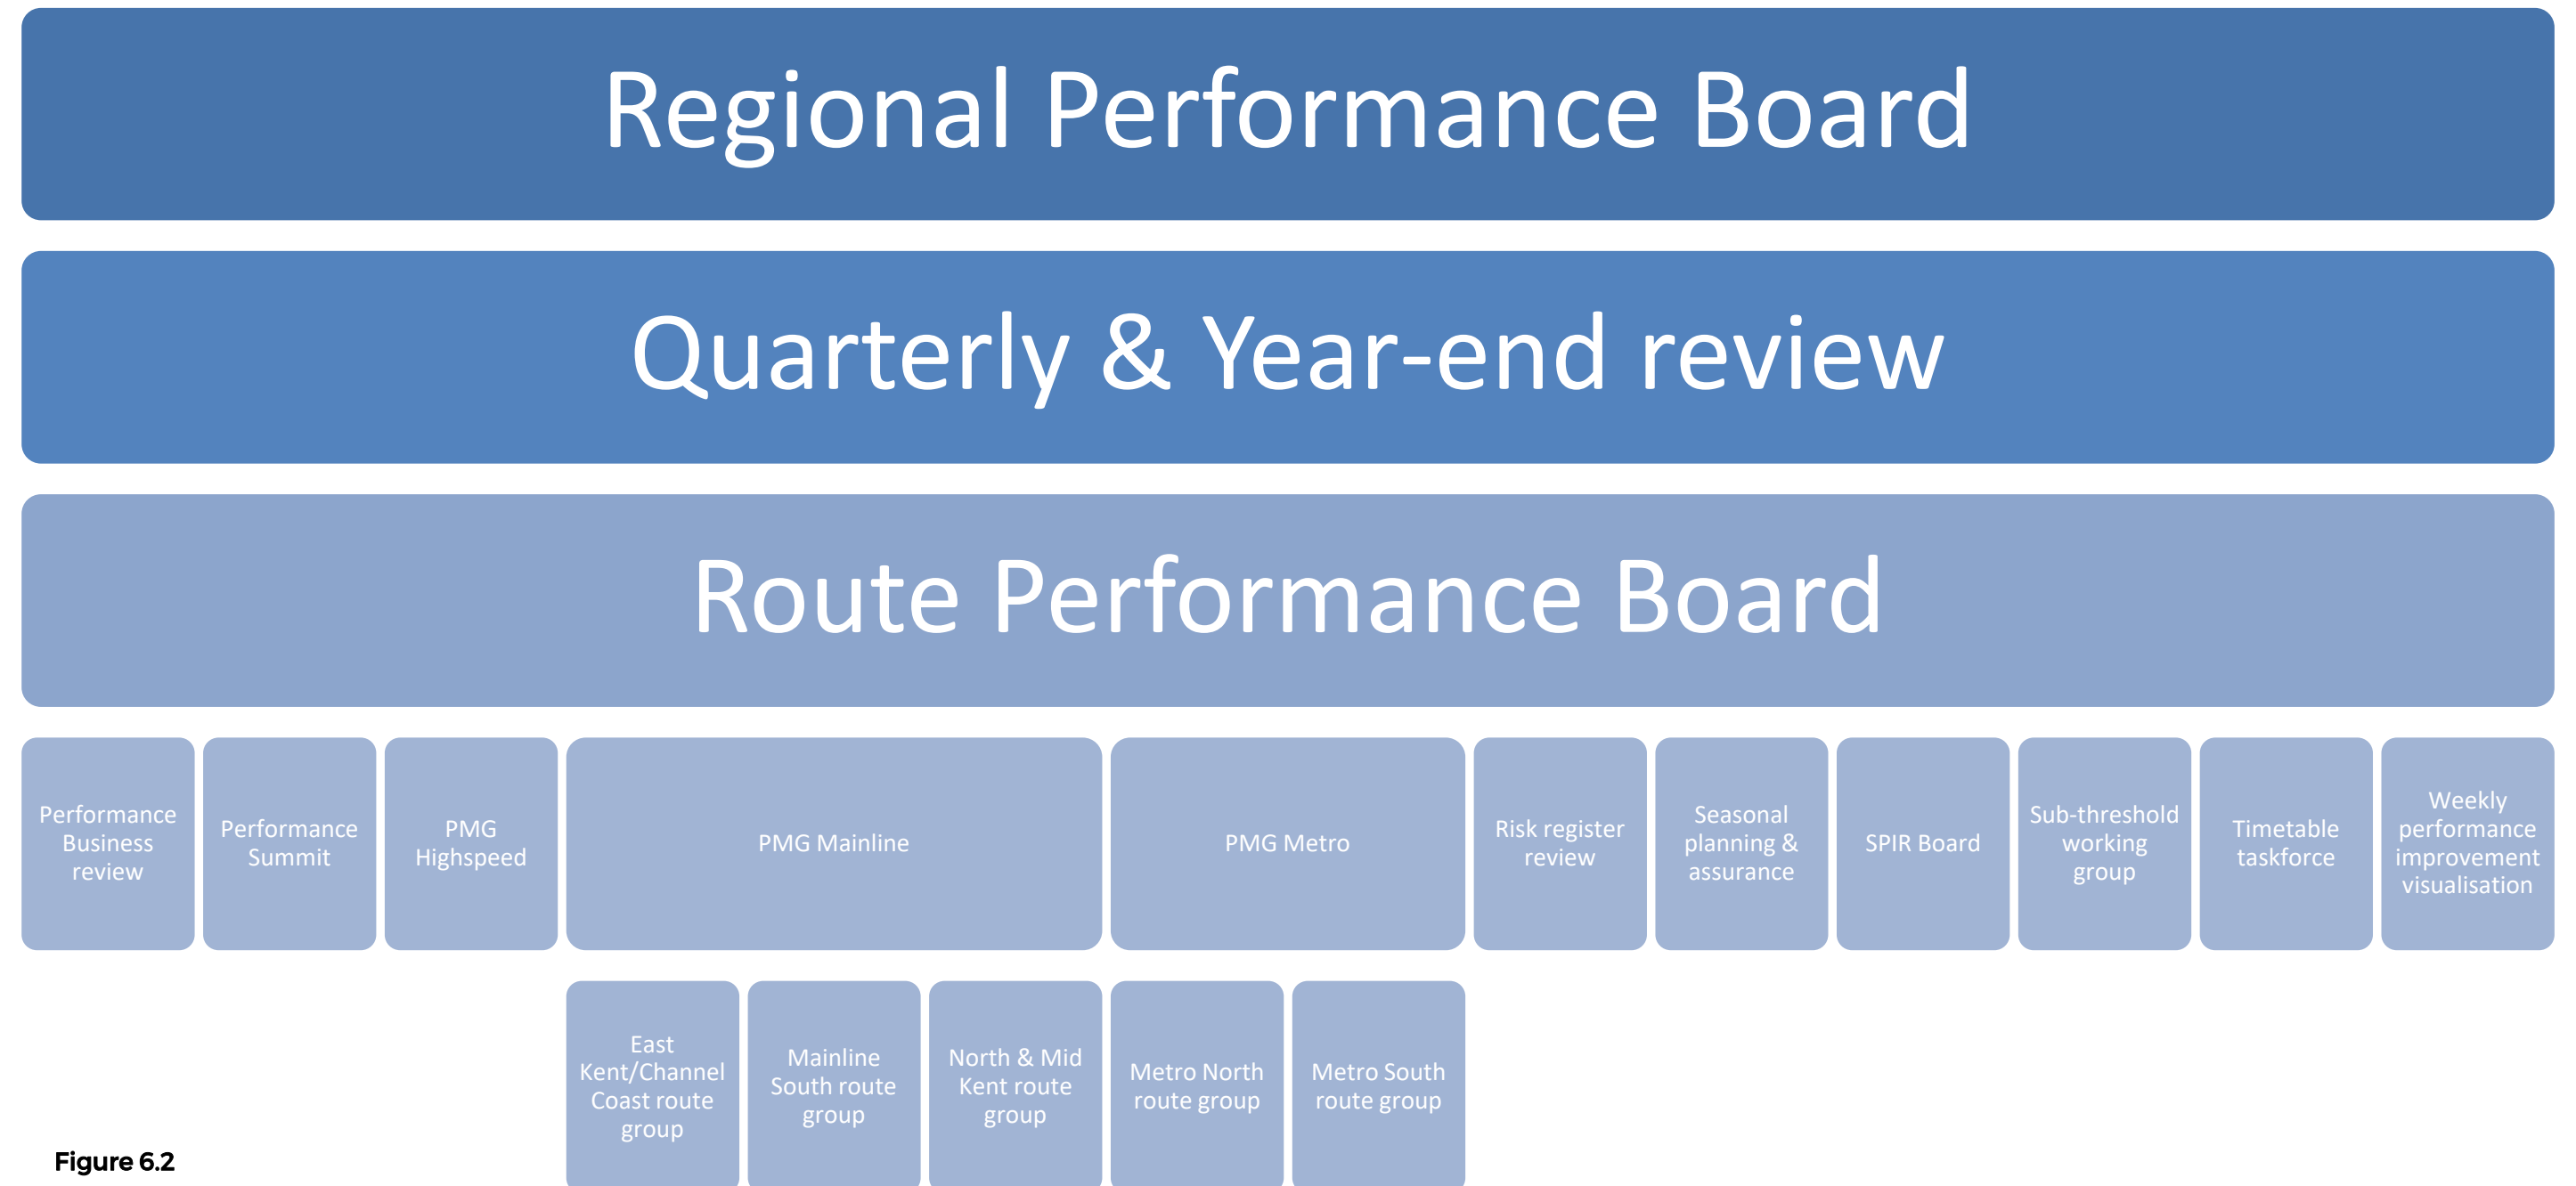 Regional Performance Board
Quarterly & Year-end review
Route Performance Board
Performance
Business
review
Performance
Summit
PMG
Highspeed
PMG Mainline
PMG Metro
Risk register
review
Seasonal
planning &
assurance
SPIR Board
Sub-threshold
working
group
Timetable
taskforce
Weekly
performance
improvement
visualisation
East
Kent/Channel
Coast route
group
Mainline
South route
group
North & Mid
Kent route
group
Metro North
route group
Metro South
route group
Figure 6.2